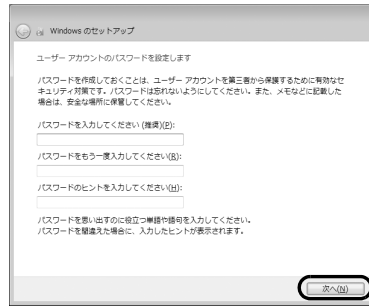 Windows のセットアップ
ユーザー アカウントのパスワードを設定します
パスワードを作成しておくことは、ユーザー アカウントを第三者から保護するために有効なセ
キュリティ対策です。パスワードは忘れないようにしてください。また、メモなどに記載した
場合は、安全な場所に保管してください。
パスワードを入力してください (推奨)(P):
パスワードをもう一度入力してください(R):
パスワードのヒントを入力してください(H):
パスワードを思い出すのに役立つ単語や語句を入力してください。
パスワードを間違えた場合に、入力したヒントが表示されます。
次へ(N)